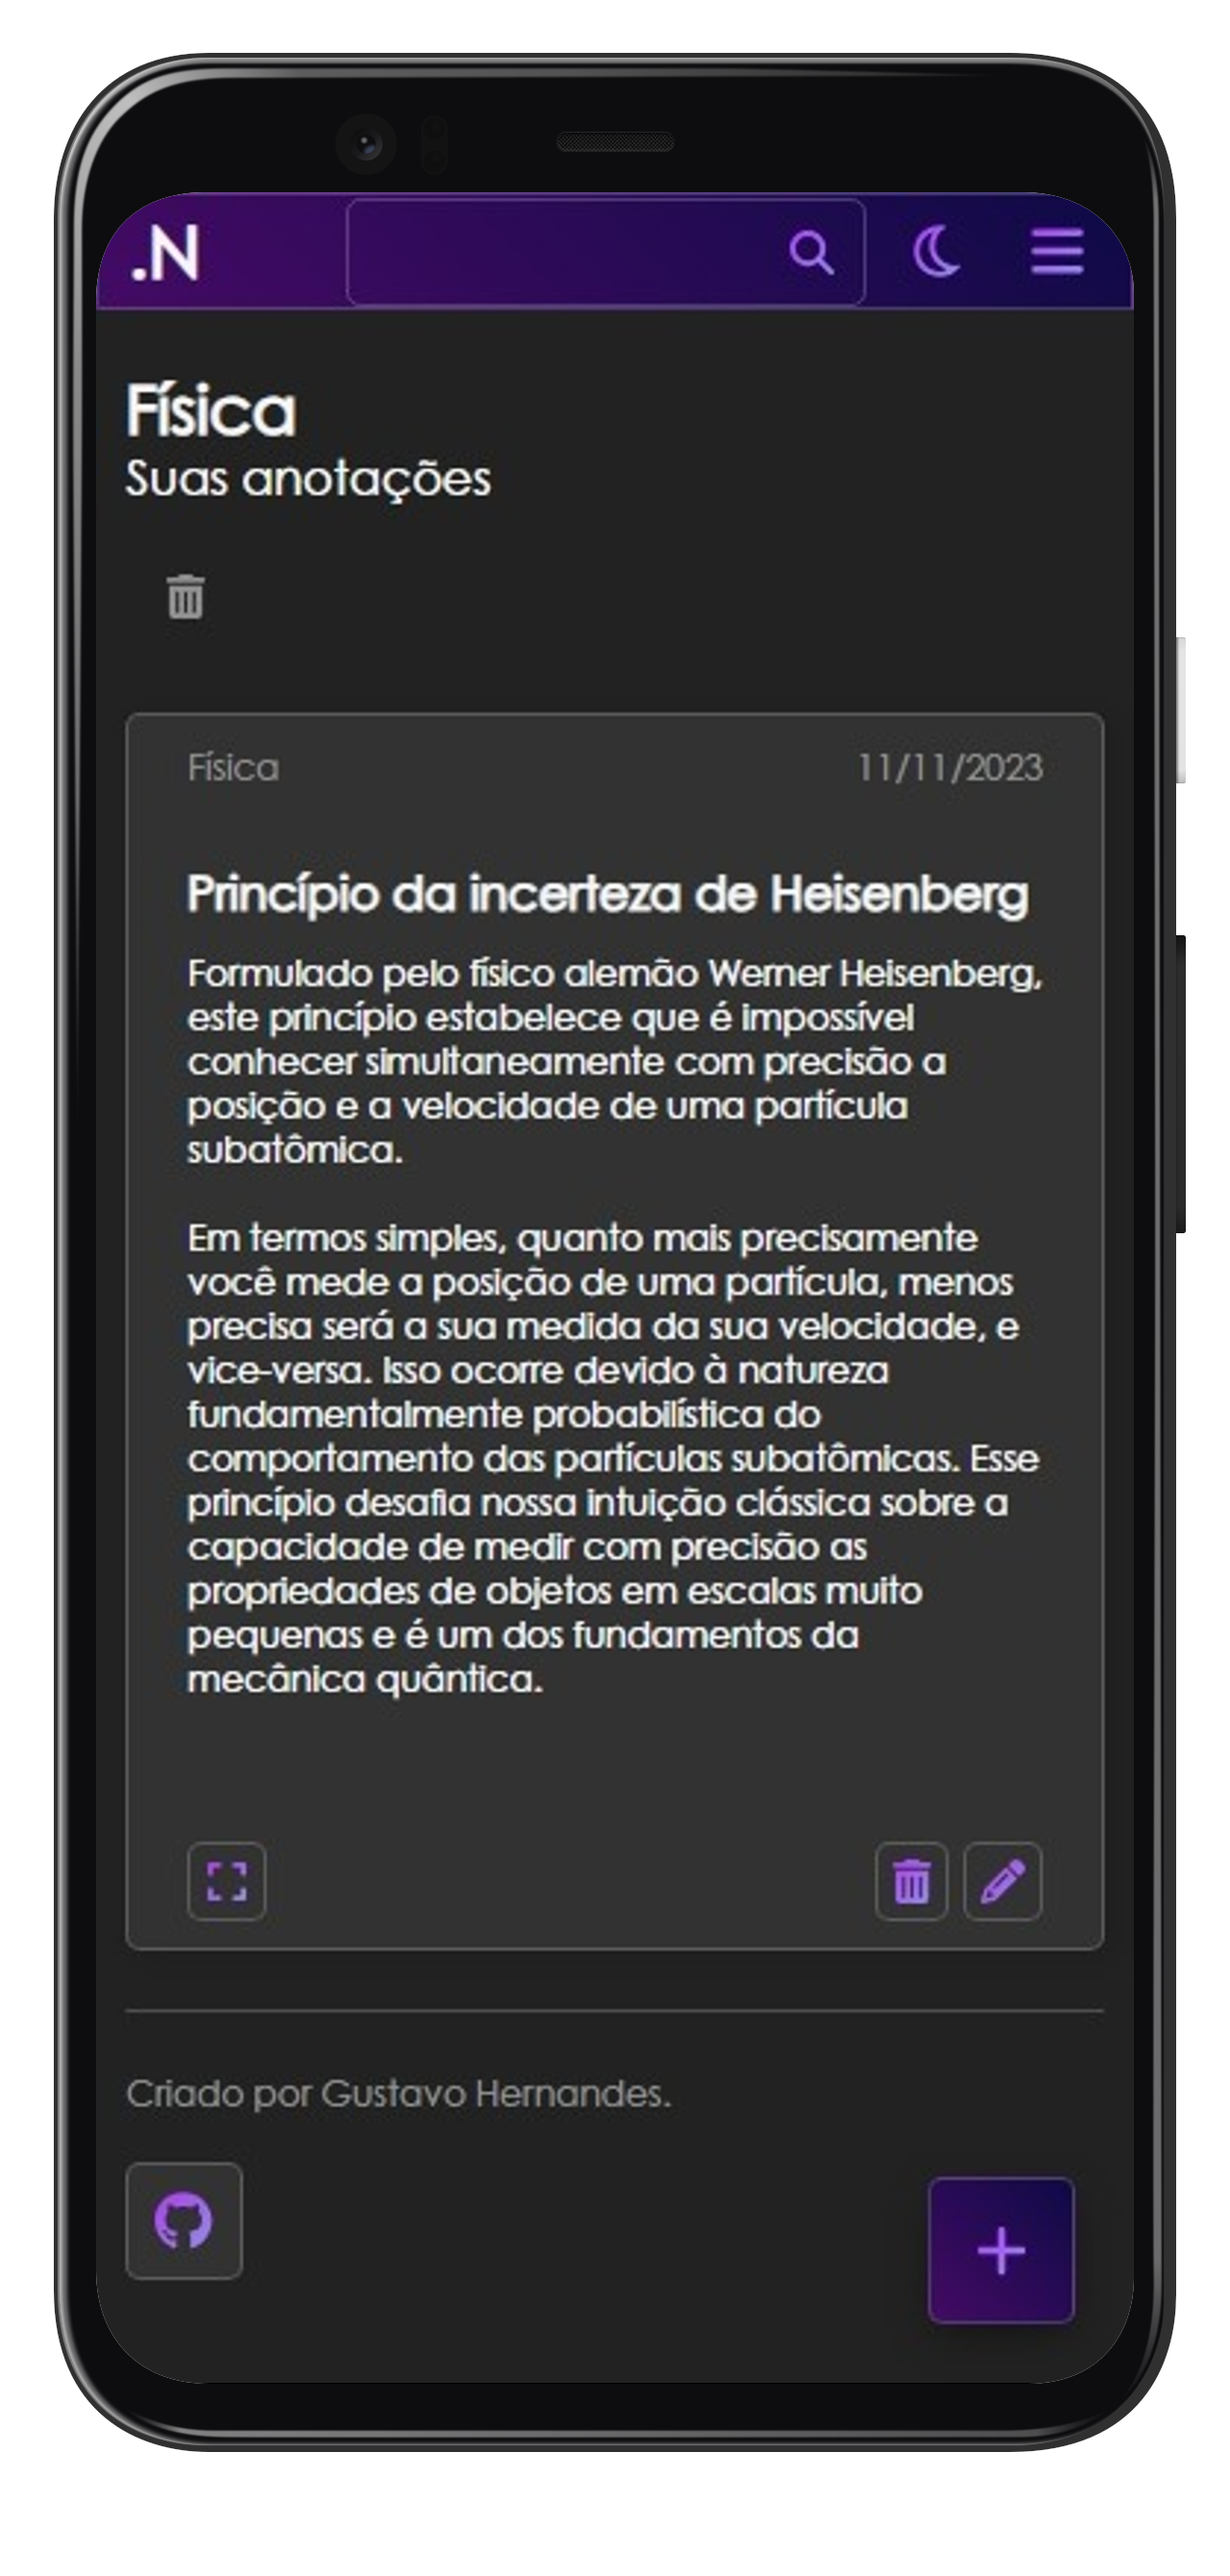 .N
Física
Suas anotações
Física 11/11/2023
Princípio da incerteza de Heisenberg
Formulado pelo físico alemão Werner Heisenberg,
este princípio estabelece que é impossível
conhecer simultaneamente com precisão a
posição e a velocidade de uma partícula
subatômica.
Em termos simples, quanto mais precisamente
você mede a posição de uma partícula, menos
precisa será a sua medida da sua velocidade, e
vice-versa. Isso ocorre devido à natureza
fundamentalmente probabilística do
comportamento das partículas subatômicas. Esse
princípio desafia nossa intuição clássica sobre a
capacidade de medir com precisão as
propriedades de objetos em escalas muito
pequenas e é um dos fundamentos da
mecânica quântica.
Criado por Gustavo Hernandes.